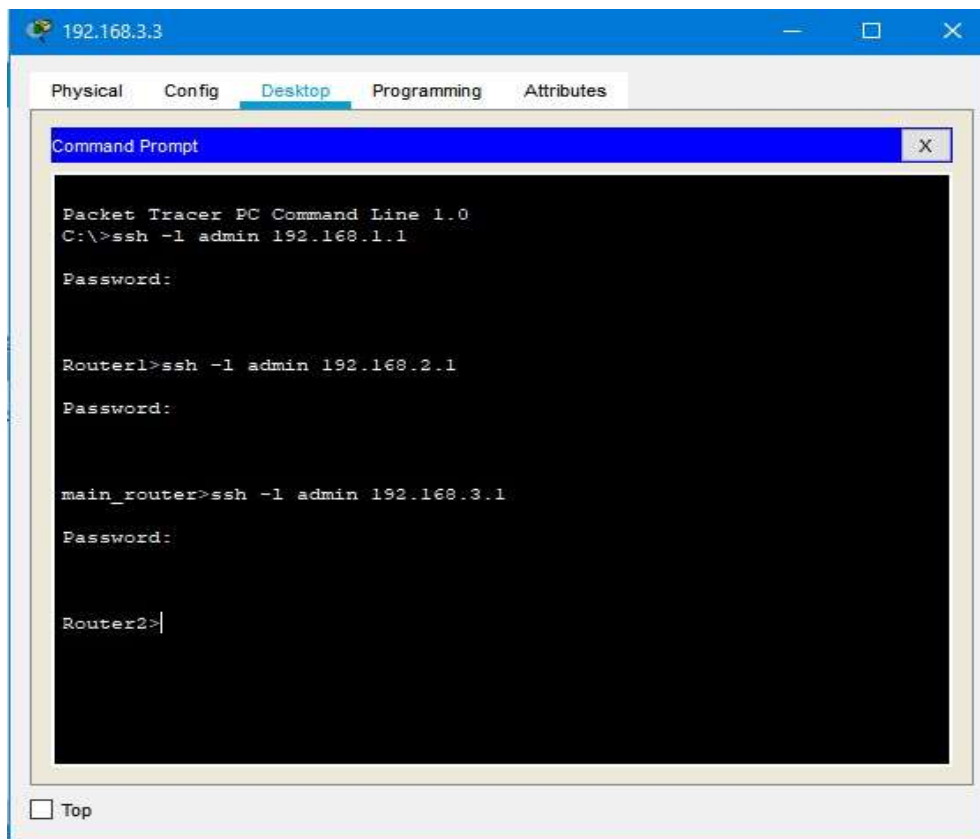 192.168.3.3
Physical Config Desktop Programming Attributes
Command Prompt X
Packet Tracer PC Command Line 1.0
C:\>ssh -l admin 192.168.1.1
Password:
Router1>ssh -l admin 192.168.2.1
Password:
main_router>ssh -l admin 192.168.3.1
Password:
Router2>
Top